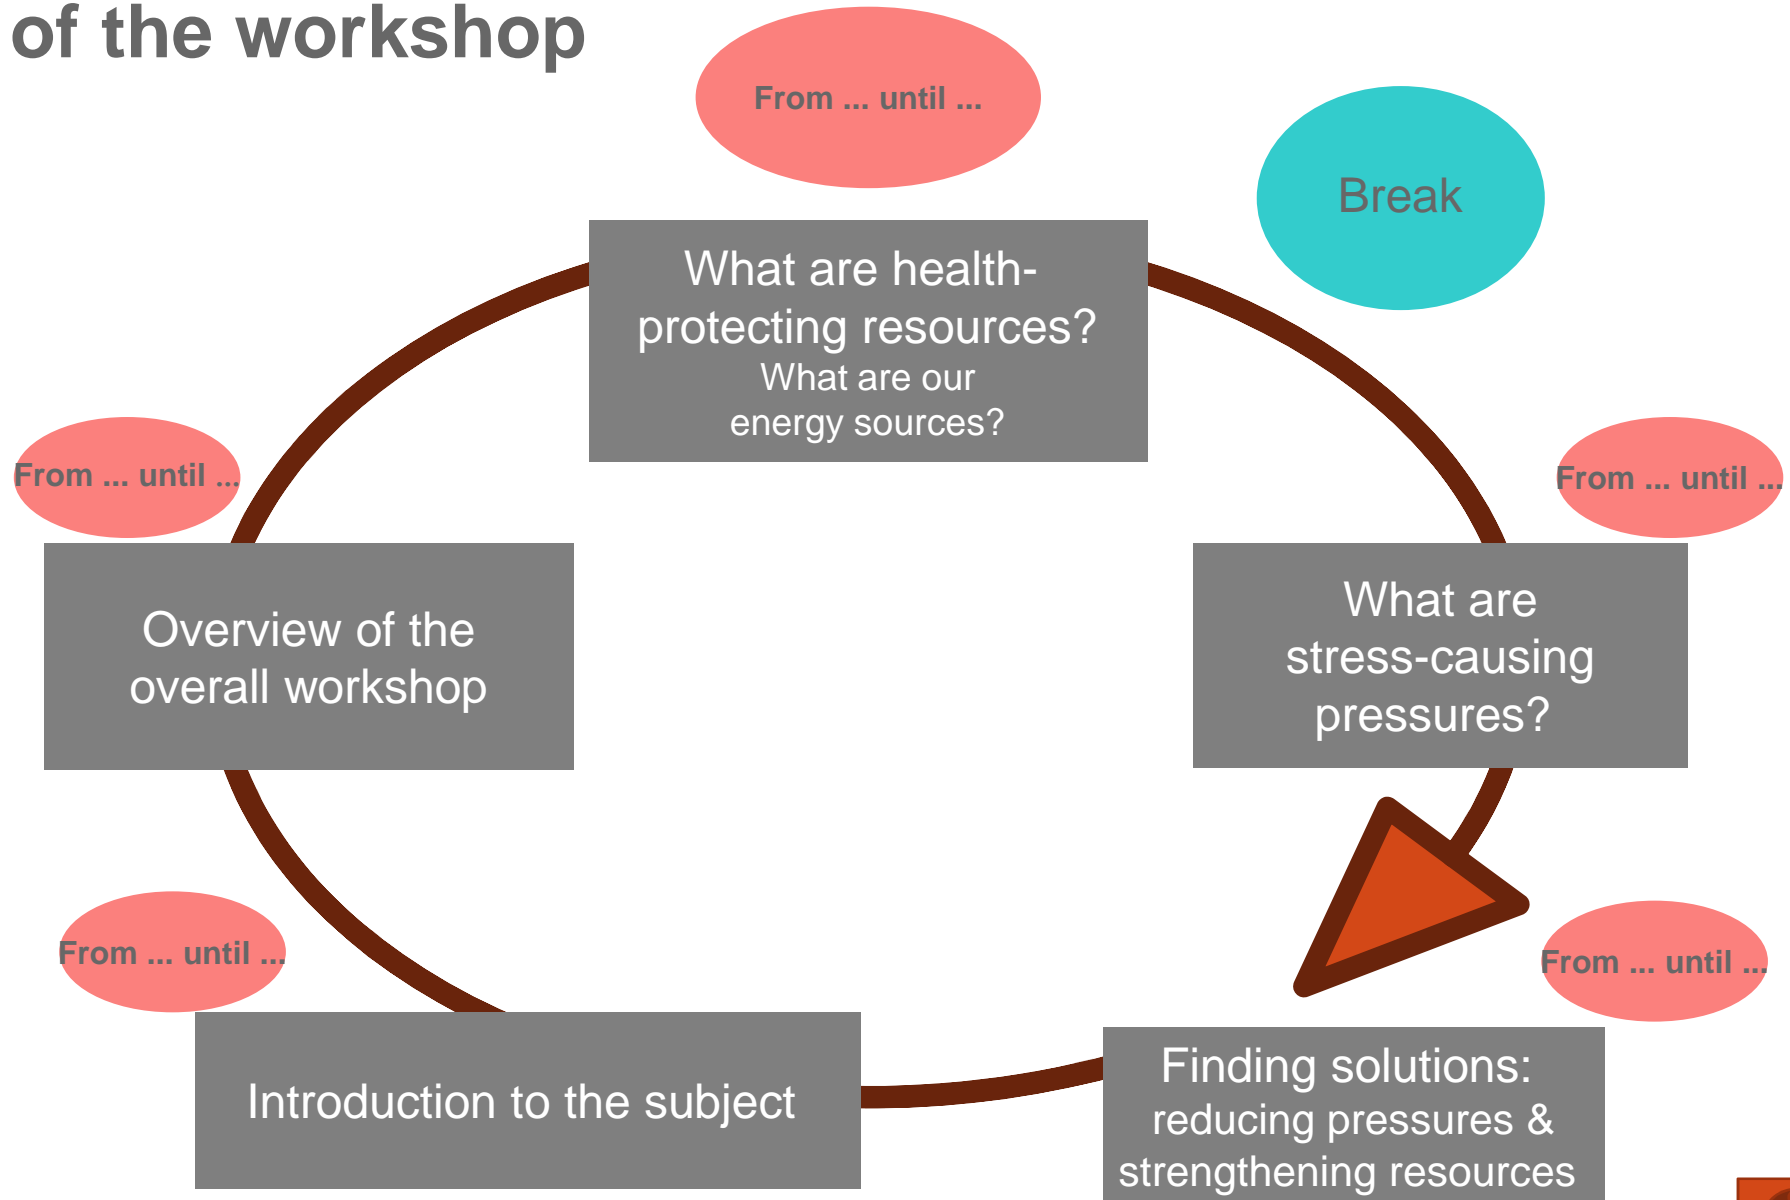 of the workshop
From ... until ...
Break
What are health-
protecting resources?
What are our
energy sources?
From ... until ...
From ... until ...
Overview of the
overall workshop
What are
stress-causing
pressures?
From ... until ...
From ... until ...
Introduction to the subject
Finding solutions:
reducing pressures &
strengthening resources